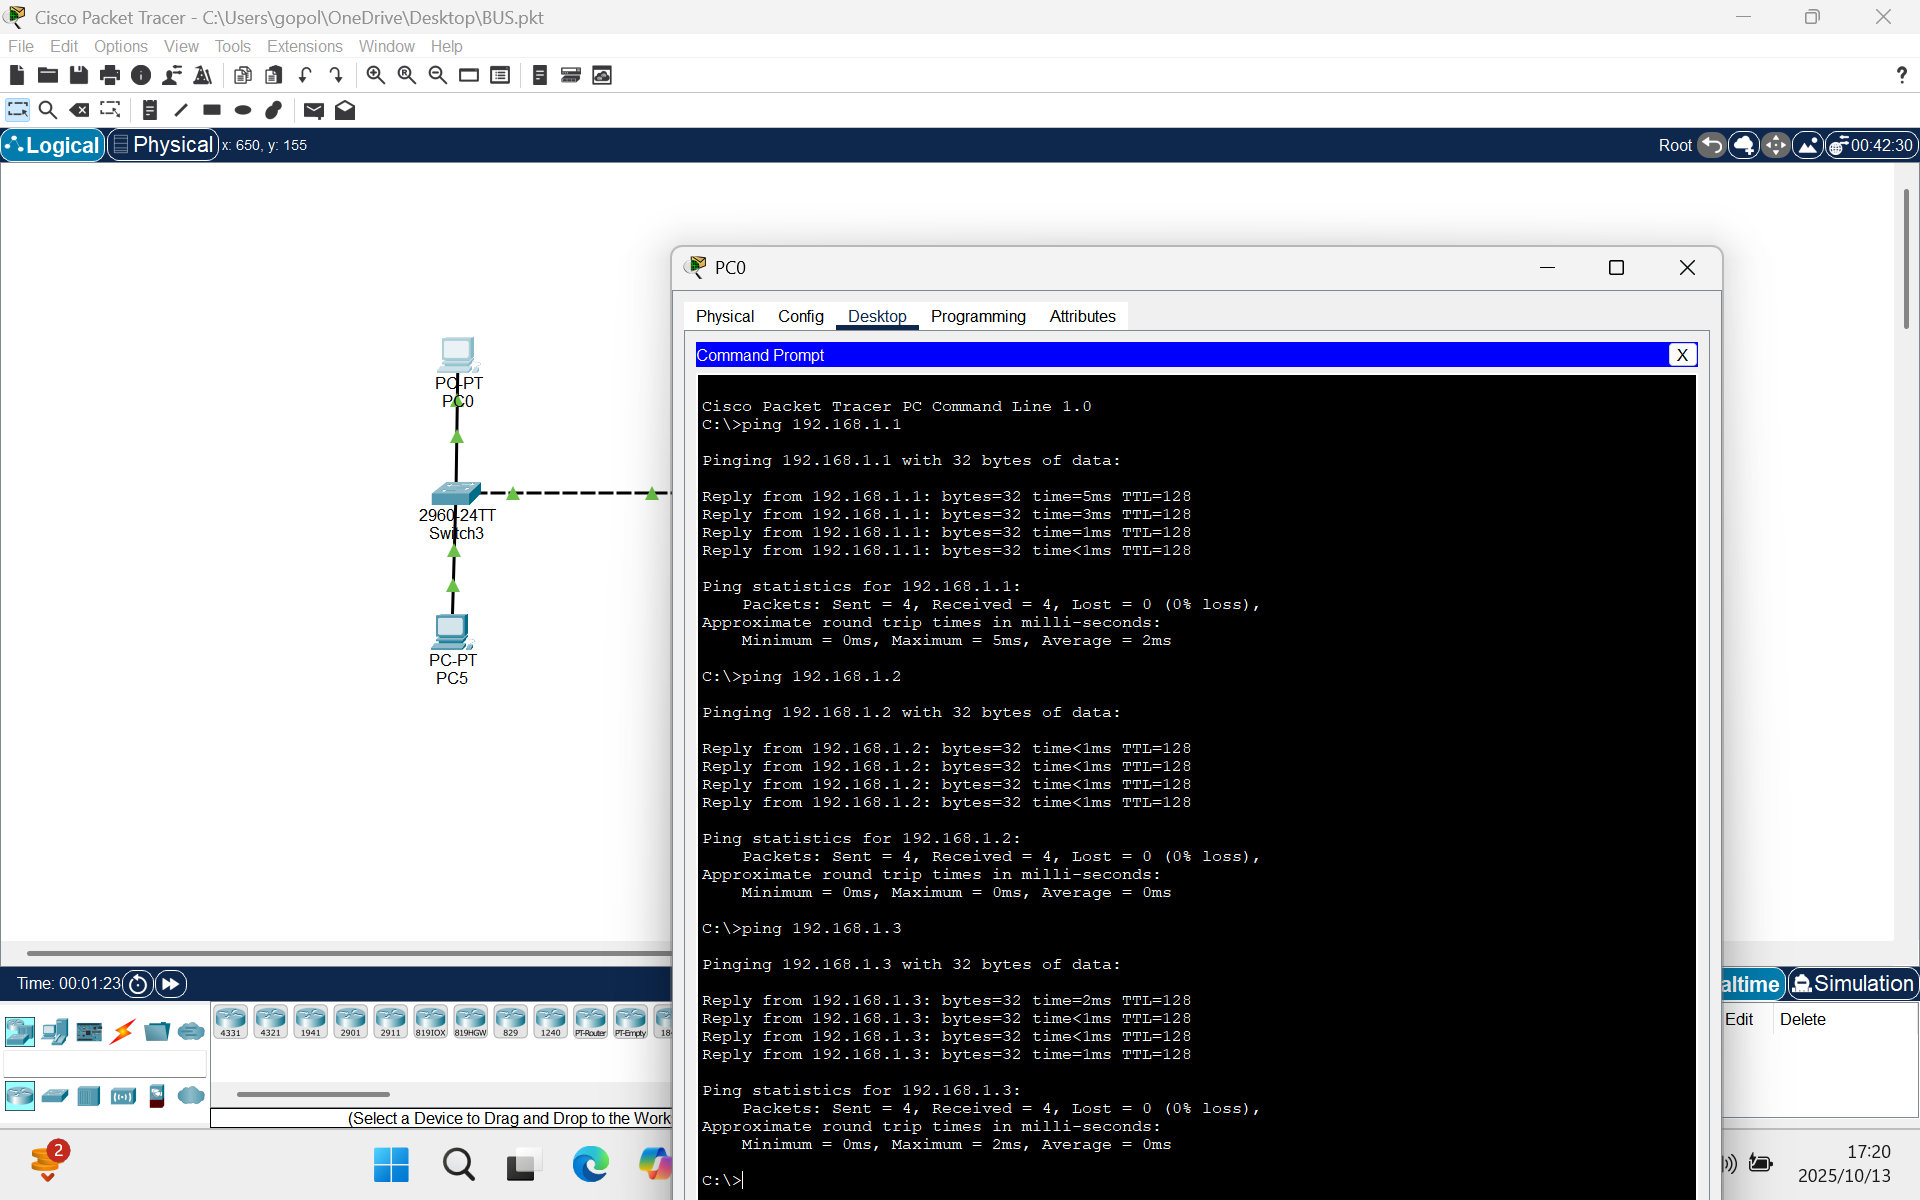 Cisco Packet Tracer - C:\Users\gopol\OneDrive\Desktop\BUS.pkt
File Edit Options View Tools Extensions Window Help
Logical Physical x: 650, y: 155 Root 00:42:30
PC0
Physical Config Desktop Programming Attributes
Command Prompt X
PC-PT
PC0
2960-24TT
Switch3
PC-PT
PC5
Cisco Packet Tracer PC Command Line 1.0
C:\>ping 192.168.1.1
Pinging 192.168.1.1 with 32 bytes of data:
Reply from 192.168.1.1: bytes=32 time=5ms TTL=128
Reply from 192.168.1.1: bytes=32 time=3ms TTL=128
Reply from 192.168.1.1: bytes=32 time=1ms TTL=128
Reply from 192.168.1.1: bytes=32 time<1ms TTL=128
Ping statistics for 192.168.1.1:
Packets: Sent = 4, Received = 4, Lost = 0 (0% loss),
Approximate round trip times in milli-seconds:
Minimum = 0ms, Maximum = 5ms, Average = 2ms
C:\>ping 192.168.1.2
Pinging 192.168.1.2 with 32 bytes of data:
Reply from 192.168.1.2: bytes=32 time<1ms TTL=128
Reply from 192.168.1.2: bytes=32 time<1ms TTL=128
Reply from 192.168.1.2: bytes=32 time<1ms TTL=128
Reply from 192.168.1.2: bytes=32 time<1ms TTL=128
Ping statistics for 192.168.1.2:
Packets: Sent = 4, Received = 4, Lost = 0 (0% loss),
Approximate round trip times in milli-seconds:
Minimum = 0ms, Maximum = 0ms, Average = 0ms
C:\>ping 192.168.1.3
Pinging 192.168.1.3 with 32 bytes of data:
Reply from 192.168.1.3: bytes=32 time=2ms TTL=128
Reply from 192.168.1.3: bytes=32 time<1ms TTL=128
Reply from 192.168.1.3: bytes=32 time<1ms TTL=128
Reply from 192.168.1.3: bytes=32 time=1ms TTL=128
Ping statistics for 192.168.1.3:
Packets: Sent = 4, Received = 4, Lost = 0 (0% loss),
Approximate round trip times in milli-seconds:
Minimum = 0ms, Maximum = 2ms, Average = 0ms
C:\>
Time: 00:01:23 altime Simulation
4331 4321 1941 2901 2911 819IOX 819HGW 829 1240 PT-Router PT-Empty 18
Edit Delete
(Select a Device to Drag and Drop to the Work
2
17:20
2025/10/13